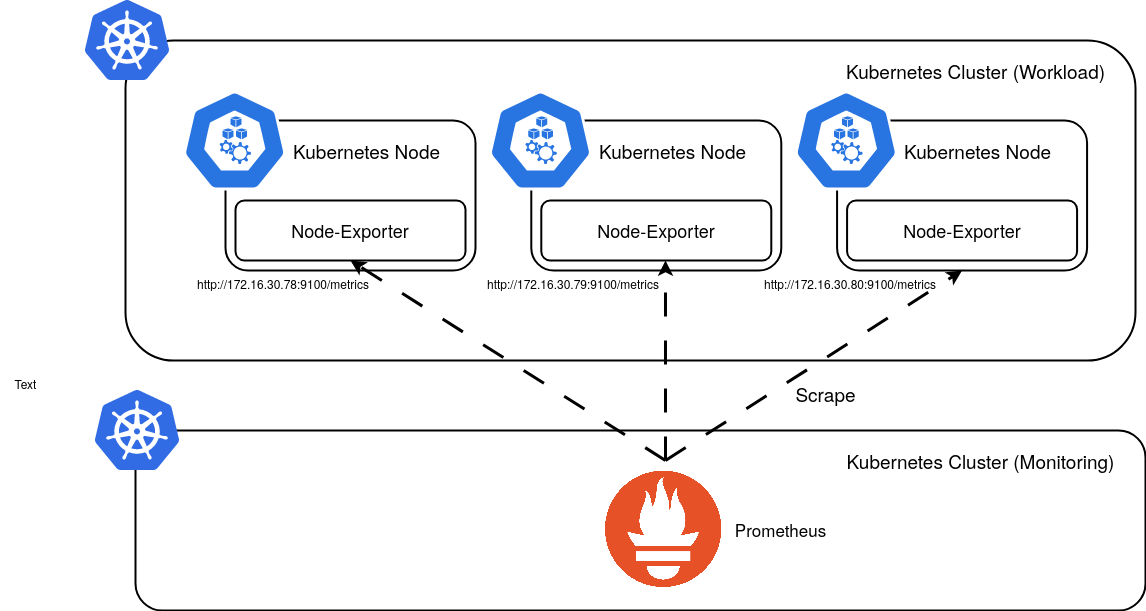 Kubernetes Cluster (Workload)
Kubernetes Node
Kubernetes Node
Kubernetes Node
Node-Exporter
Node-Exporter
Node-Exporter
http://172.16.30.78:9100/metrics
http://172.16.30.79:9100/metrics
http://172.16.30.80:9100/metrics
Text
Scrape
Kubernetes Cluster (Monitoring)
Prometheus